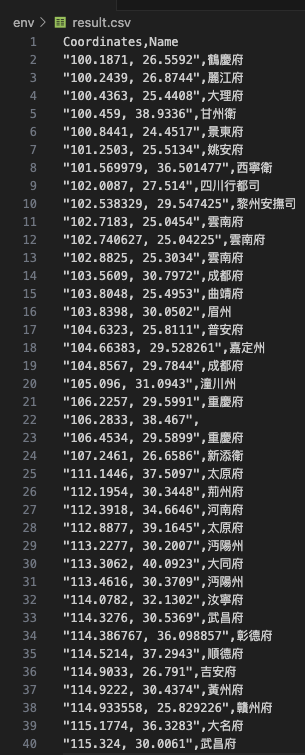 env > result.csv
1 Coordinates,Name
2 "100.1871, 26.5592",鶴慶府
3 "100.2439, 26.8744",麗江府
4 "100.4363, 25.4408",大理府
5 "100.459, 38.9336",甘州衛
6 "100.8441, 24.4517",景東府
7 "101.2503, 25.5134",姚安府
8 "101.569979, 36.501477",西寧衛
9 "102.0087, 27.514",四川行都司
10 "102.538329, 29.547425",黎州安撫司
11 "102.7183, 25.0454",雲南府
12 "102.740627, 25.04225",雲南府
13 "102.8825, 25.3034",雲南府
14 "103.5609, 30.7972",成都府
15 "103.8048, 25.4953",曲靖府
16 "103.8398, 30.0502",眉州
17 "104.6323, 25.8111",普安府
18 "104.66383, 29.528261",嘉定州
19 "104.8567, 29.7844",成都府
20 "105.096, 31.0943",潼川州
21 "106.2257, 29.5991",重慶府
22 "106.2833, 38.467",
23 "106.4534, 29.5899",重慶府
24 "107.2461, 26.6586",新添衛
25 "111.1446, 37.5097",太原府
26 "112.1954, 30.3448",荊州府
27 "112.3918, 34.6646",河南府
28 "112.8877, 39.1645",太原府
29 "113.2277, 30.2007",沔陽州
30 "113.3062, 40.0923",大同府
31 "113.4616, 30.3709",沔陽州
32 "114.0782, 32.1302",汝寧府
33 "114.3276, 30.5369",武昌府
34 "114.386767, 36.098857",彰德府
35 "114.5214, 37.2943",順德府
36 "114.9033, 26.791",吉安府
37 "114.9222, 30.4374",黃州府
38 "114.933558, 25.829226",贛州府
39 "115.1774, 36.3283",大名府
40 "115.324, 30.0061",武昌府